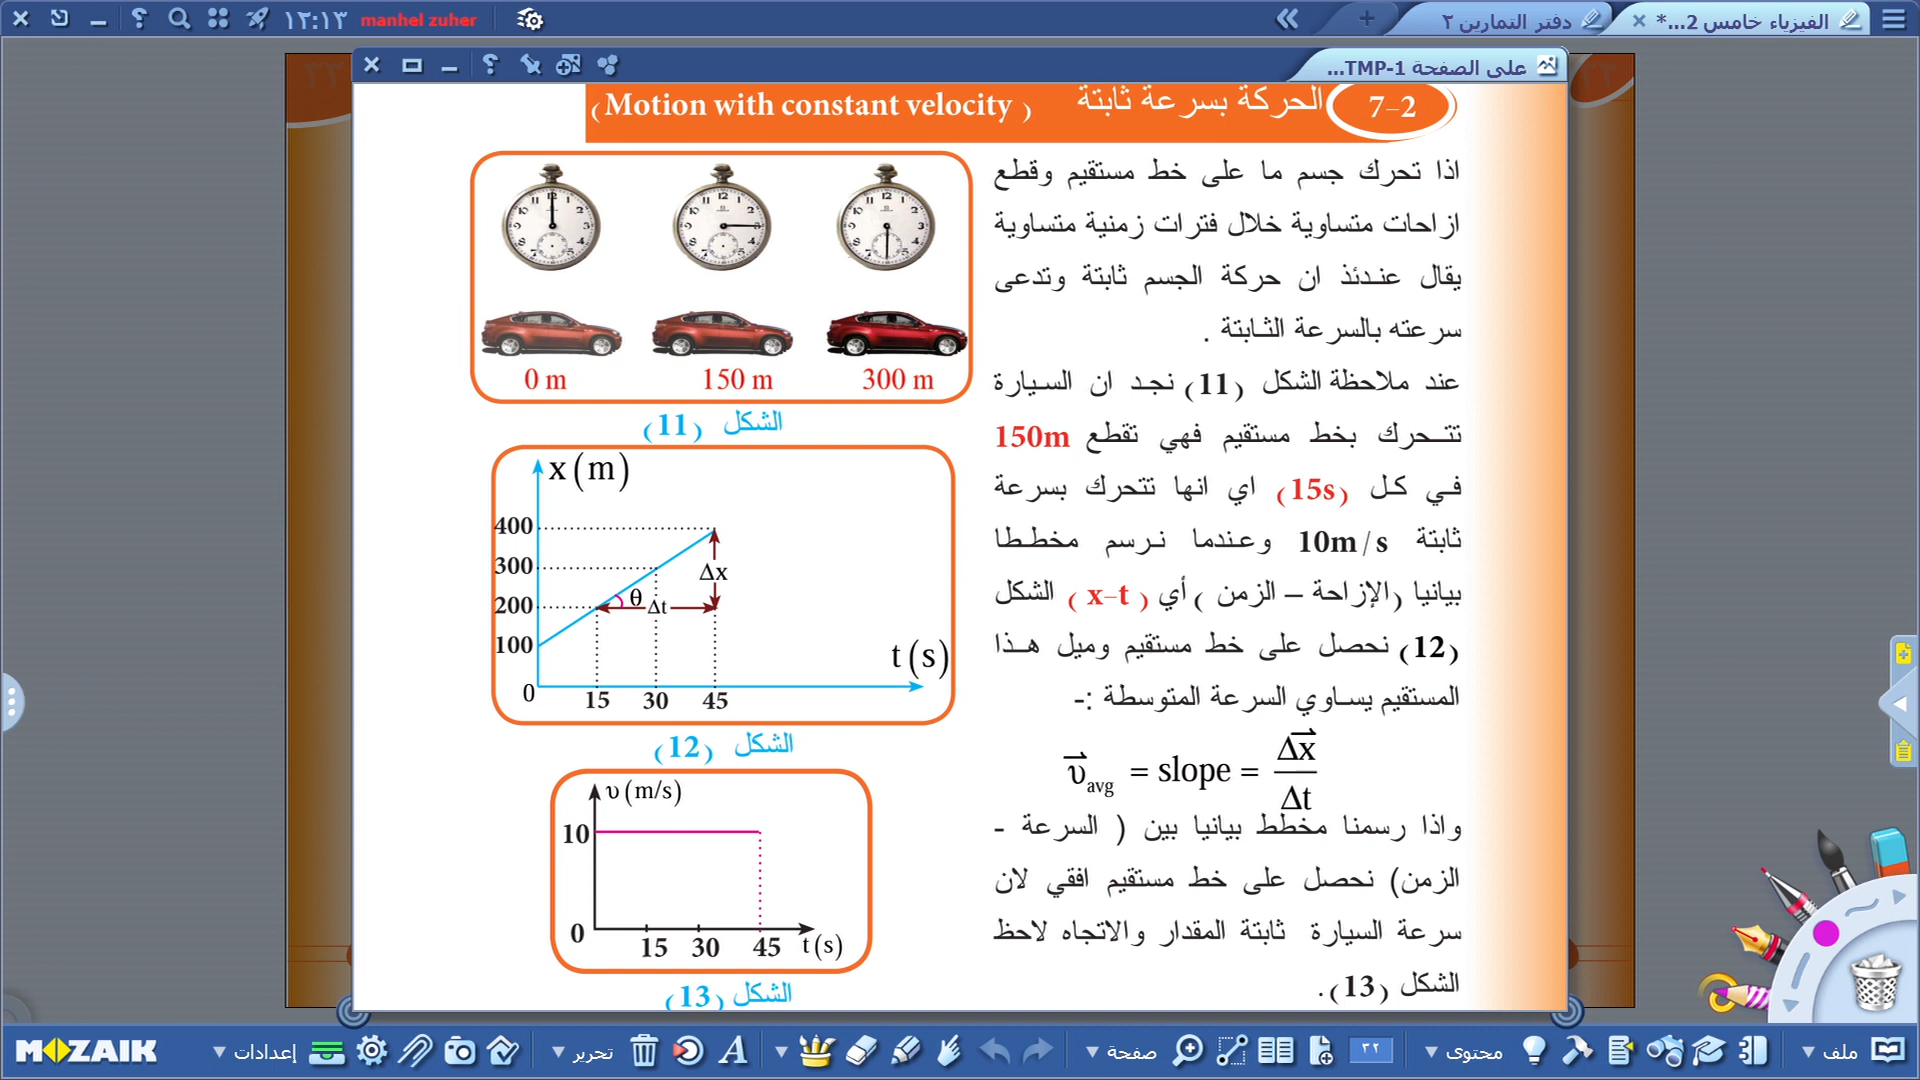 الفيزياء خامس 2...*
دفتر التمارين ٢
manhel zuher
١٢:١٣
على الصفحة TMP-1...
7-2
الحركة بسرعة ثابتة
(Motion with constant velocity)
اذا تحرك جسم ما على خط مستقيم وقطع
ازاحات متساوية خلال فترات زمنية متساوية
يقال عندئذ ان حركة الجسم ثابتة وتدعى
سرعته بالسرعة الثابتة .
عند ملاحظة الشكل (11) نجد ان السيارة
تتحرك بخط مستقيم فهي تقطع 150m
في كل (15s) اي انها تتحرك بسرعة
ثابتة 10m/s وعندما نرسم مخططا
بيانيا (الإزاحة – الزمن) أي (x-t) الشكل
(12) نحصل على خط مستقيم وميل هذا
المستقيم يساوي السرعة المتوسطة :-
υ⃗avg = slope = Δx⃗/Δt
واذا رسمنا مخطط بيانيا بين ( السرعة -
الزمن) نحصل على خط مستقيم افقي لان
سرعة السيارة ثابتة المقدار والاتجاه لاحظ
الشكل (13).
0 m
150 m
300 m
الشكل (11)
x(m)
400
300
200
100
0
15
30
45
t(s)
Δx
θ
Δt
الشكل (12)
υ(m/s)
10
0
15
30
45
t(s)
الشكل (13)
ملف
محتوى
٣٢
صفحة
تحرير
إعدادات
MOZAIK